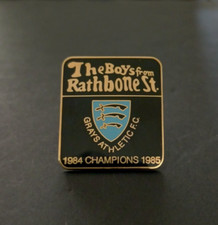 The Boys from
Rathbone St.
GRAYS ATHLETIC F.C.
1984 CHAMPIONS 1985